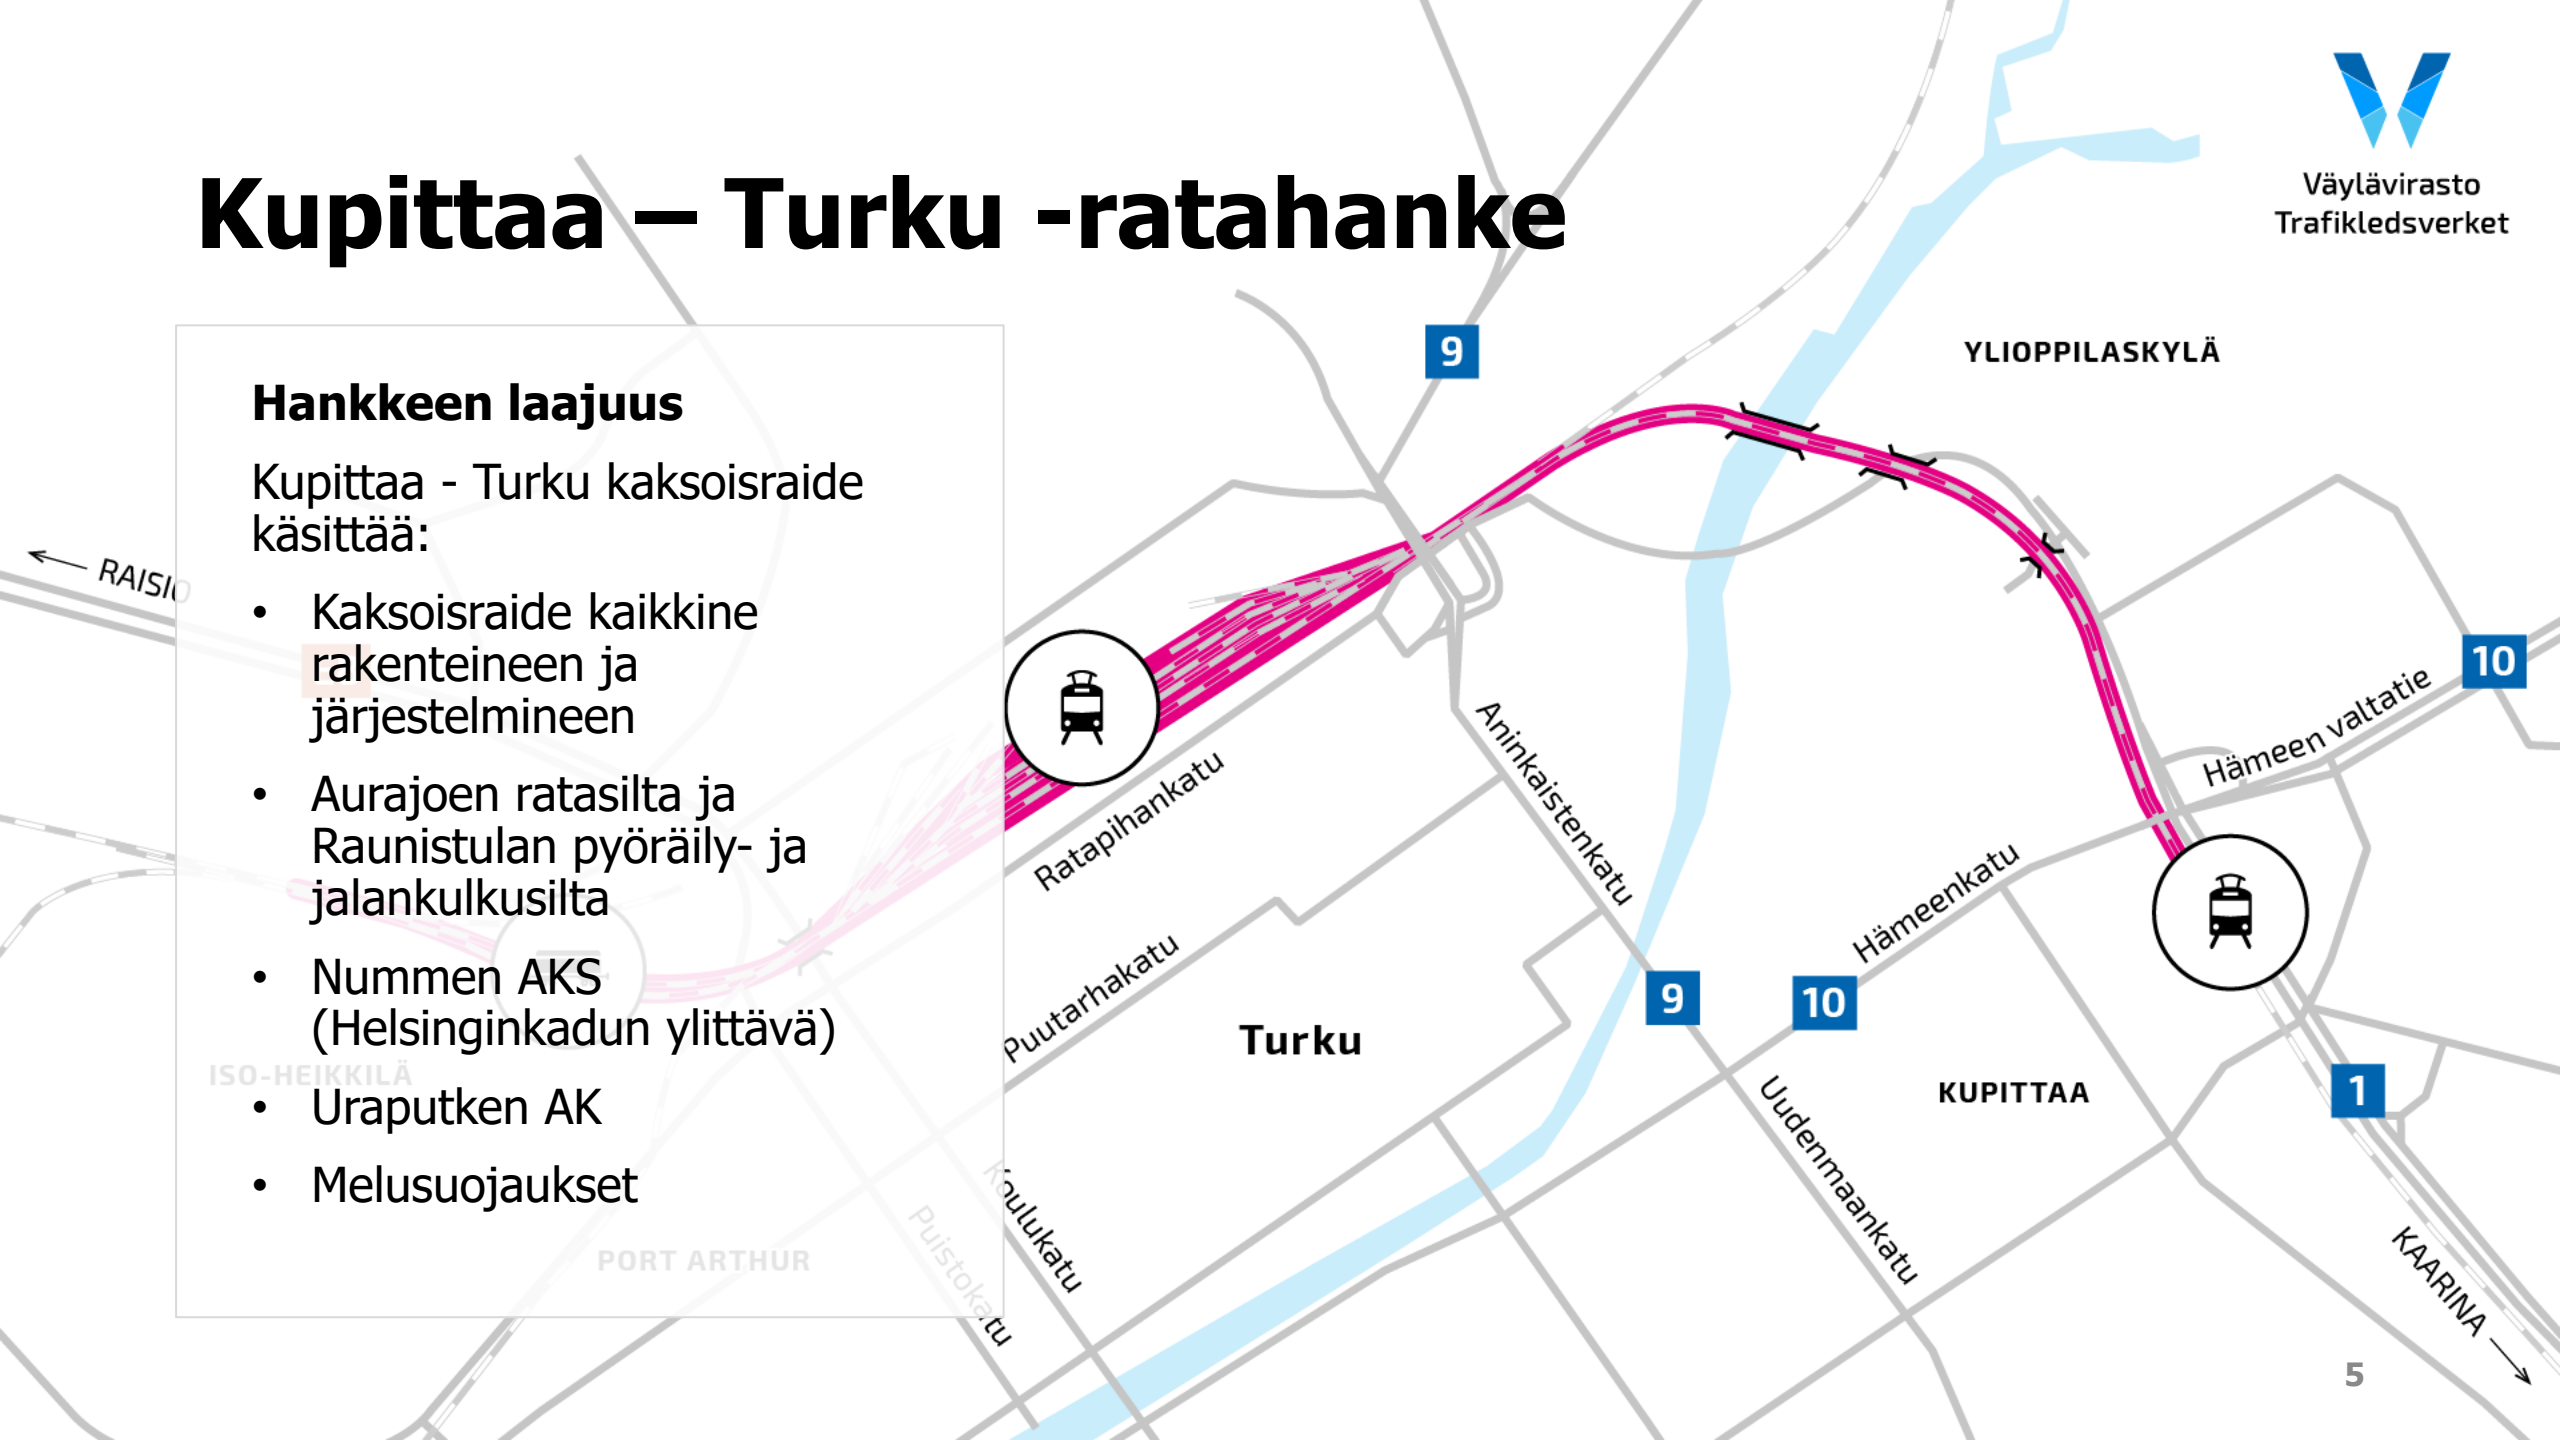 Kupittaa – Turku -ratahanke
Väylävirasto
Trafikledsverket
Hankkeen laajuus
Kupittaa - Turku kaksoisraide
käsittää:
• Kaksoisraide kaikkine
rakenteineen ja
järjestelmineen
• Aurajoen ratasilta ja
Raunistulan pyöräily- ja
jalankulkusilta
• Nummen AKS
(Helsinginkadun ylittävä)
• Uraputken AK
• Melusuojaukset
RAISIO
ISO-HEIKKILÄ
PORT ARTHUR
Puistokatu
Koulukatu
9
YLIOPPILASKYLÄ
10
Hämeen valtatie
Ratapihankatu
Aninkaistenkatu
Hämeenkatu
Puutarhakatu
9
10
Turku
KUPITTAA
1
Uudenmaankatu
KAARINA
5